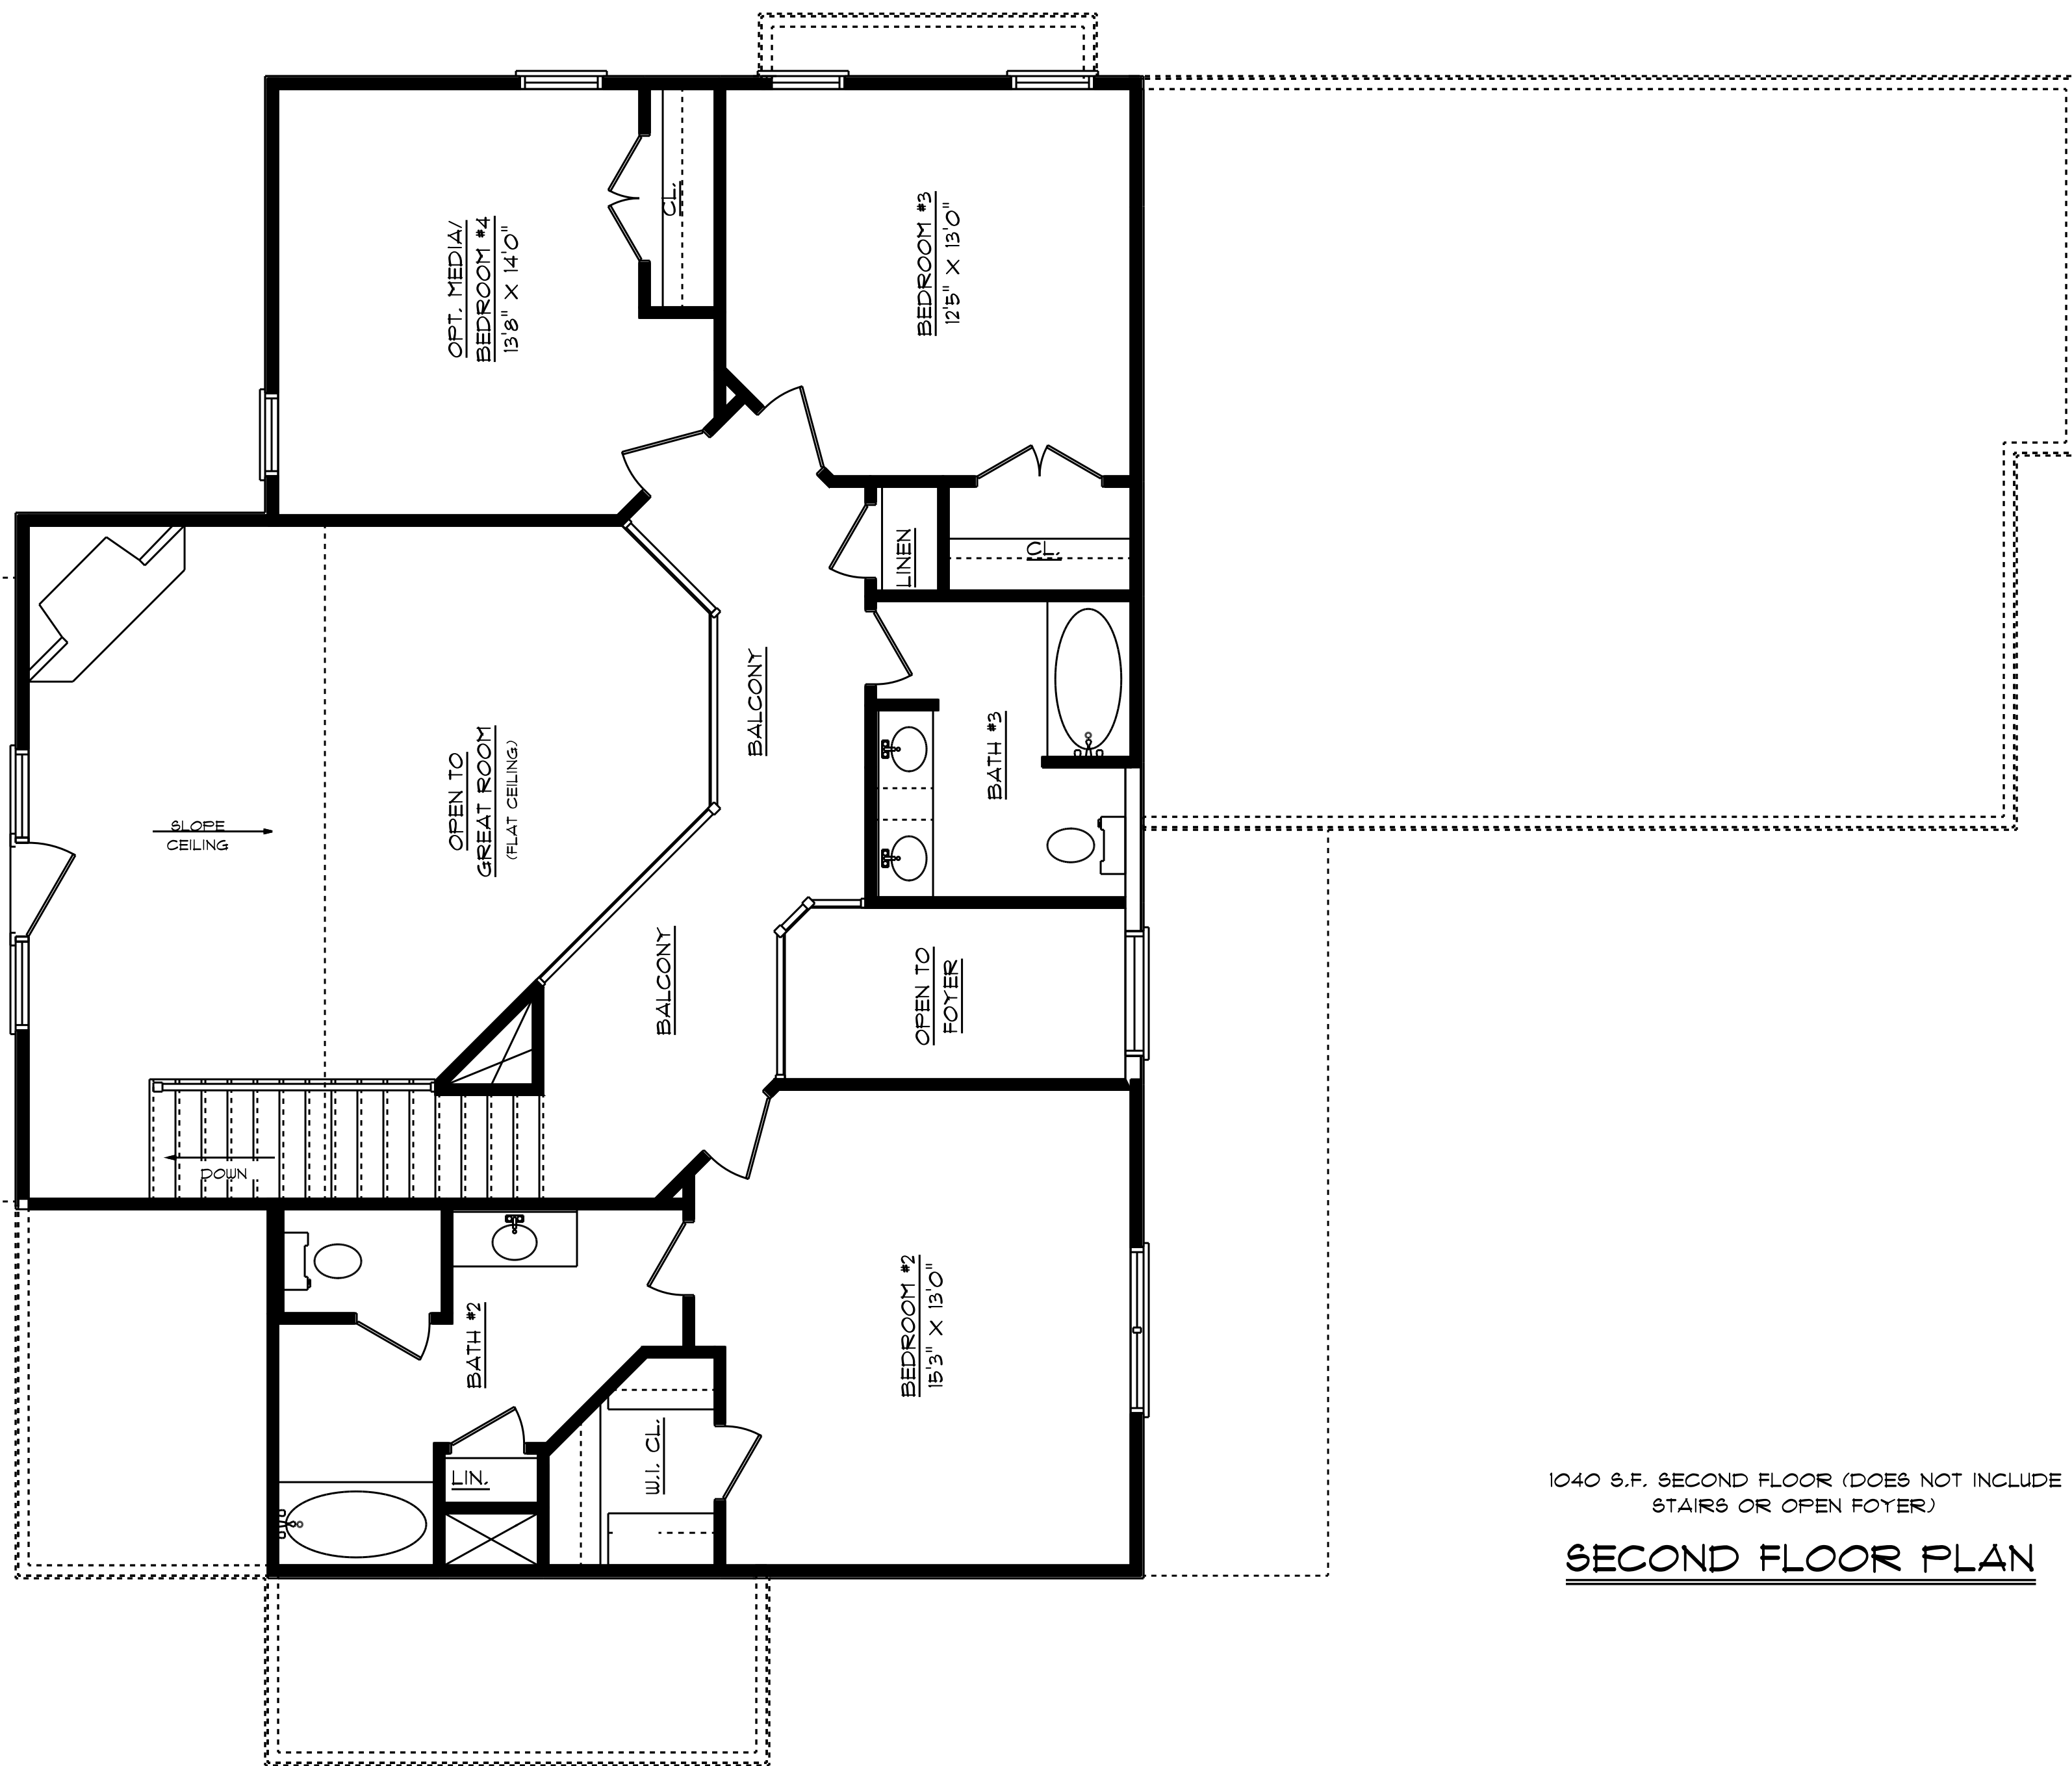 OPT. MEDIA/
BEDROOM #4
13'8" X 14'0"
CL.
BEDROOM #3
12'5" X 13'0"
LINEN
CL.
BALCONY
BATH #3
OPEN TO
GREAT ROOM
(FLAT CEILING)
SLOPE
CEILING
BALCONY
OPEN TO
FOYER
DOWN
BATH #2
BEDROOM #2
15'3" X 13'0"
W.I. CL.
LIN.
1040 S.F. SECOND FLOOR (DOES NOT INCLUDE
STAIRS OR OPEN FOYER)
SECOND FLOOR PLAN